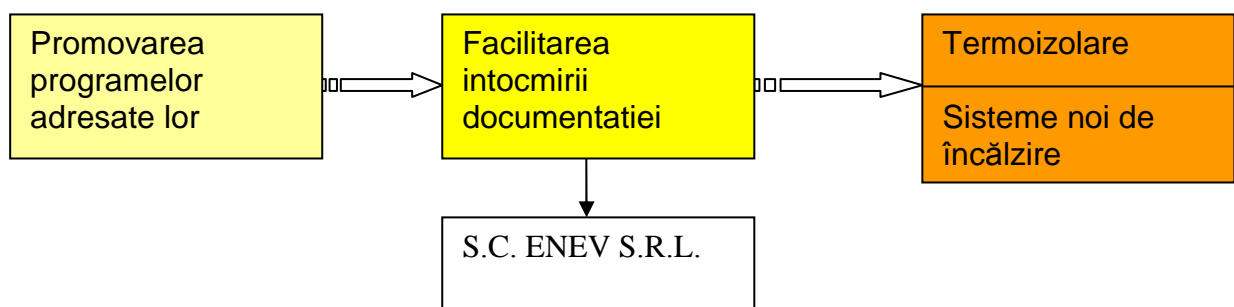 Promovarea
programelor
adresate lor
Facilitarea
intocmirii
documentatiei
Termoizolare
Sisteme noi de
încălzire
S.C. ENEV S.R.L.